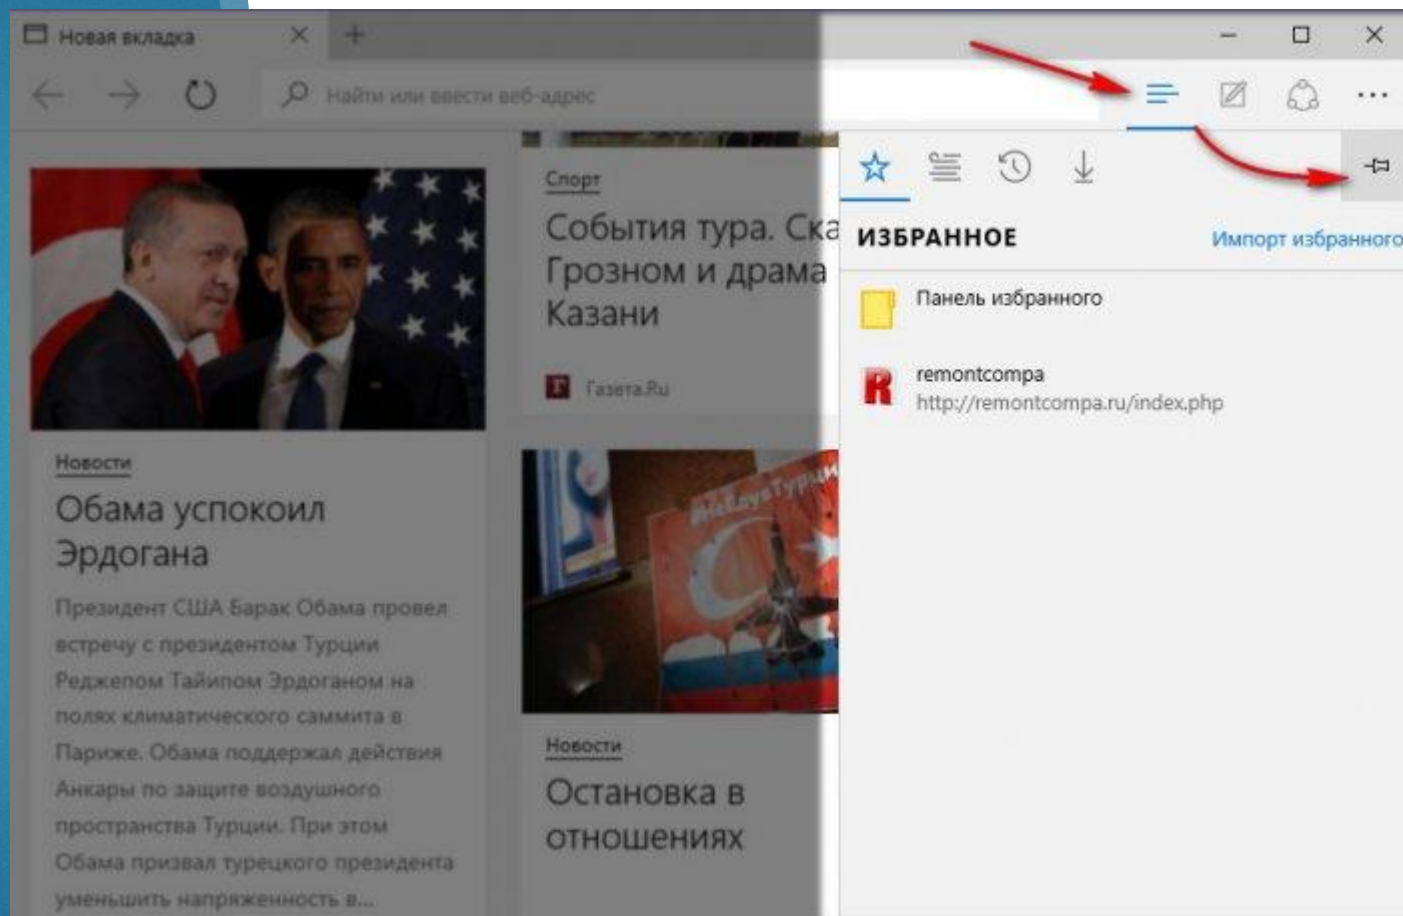 Новая вкладка
Найти или ввести веб-адрес
Новости
Обама успокоил
Эрдогана
Президент США Барак Обама провел
встречу с президентом Турции
Реджепом Тайипом Эрдоганом на
полях климатического саммита в
Париже. Обама поддержал действия
Анкары по защите воздушного
пространства Турции. При этом
Обама призвал турецкого президента
уменьшить напряженность в...
Спорт
События тура. Ска
Грозном и драма
Казани
Газета.Ru
#НеЕдувТурци
Новости
Остановка в
отношениях
ИЗБРАННОЕ
Импорт избранного
Панель избранного
R
remontcompa
http://remontcompa.ru/index.php